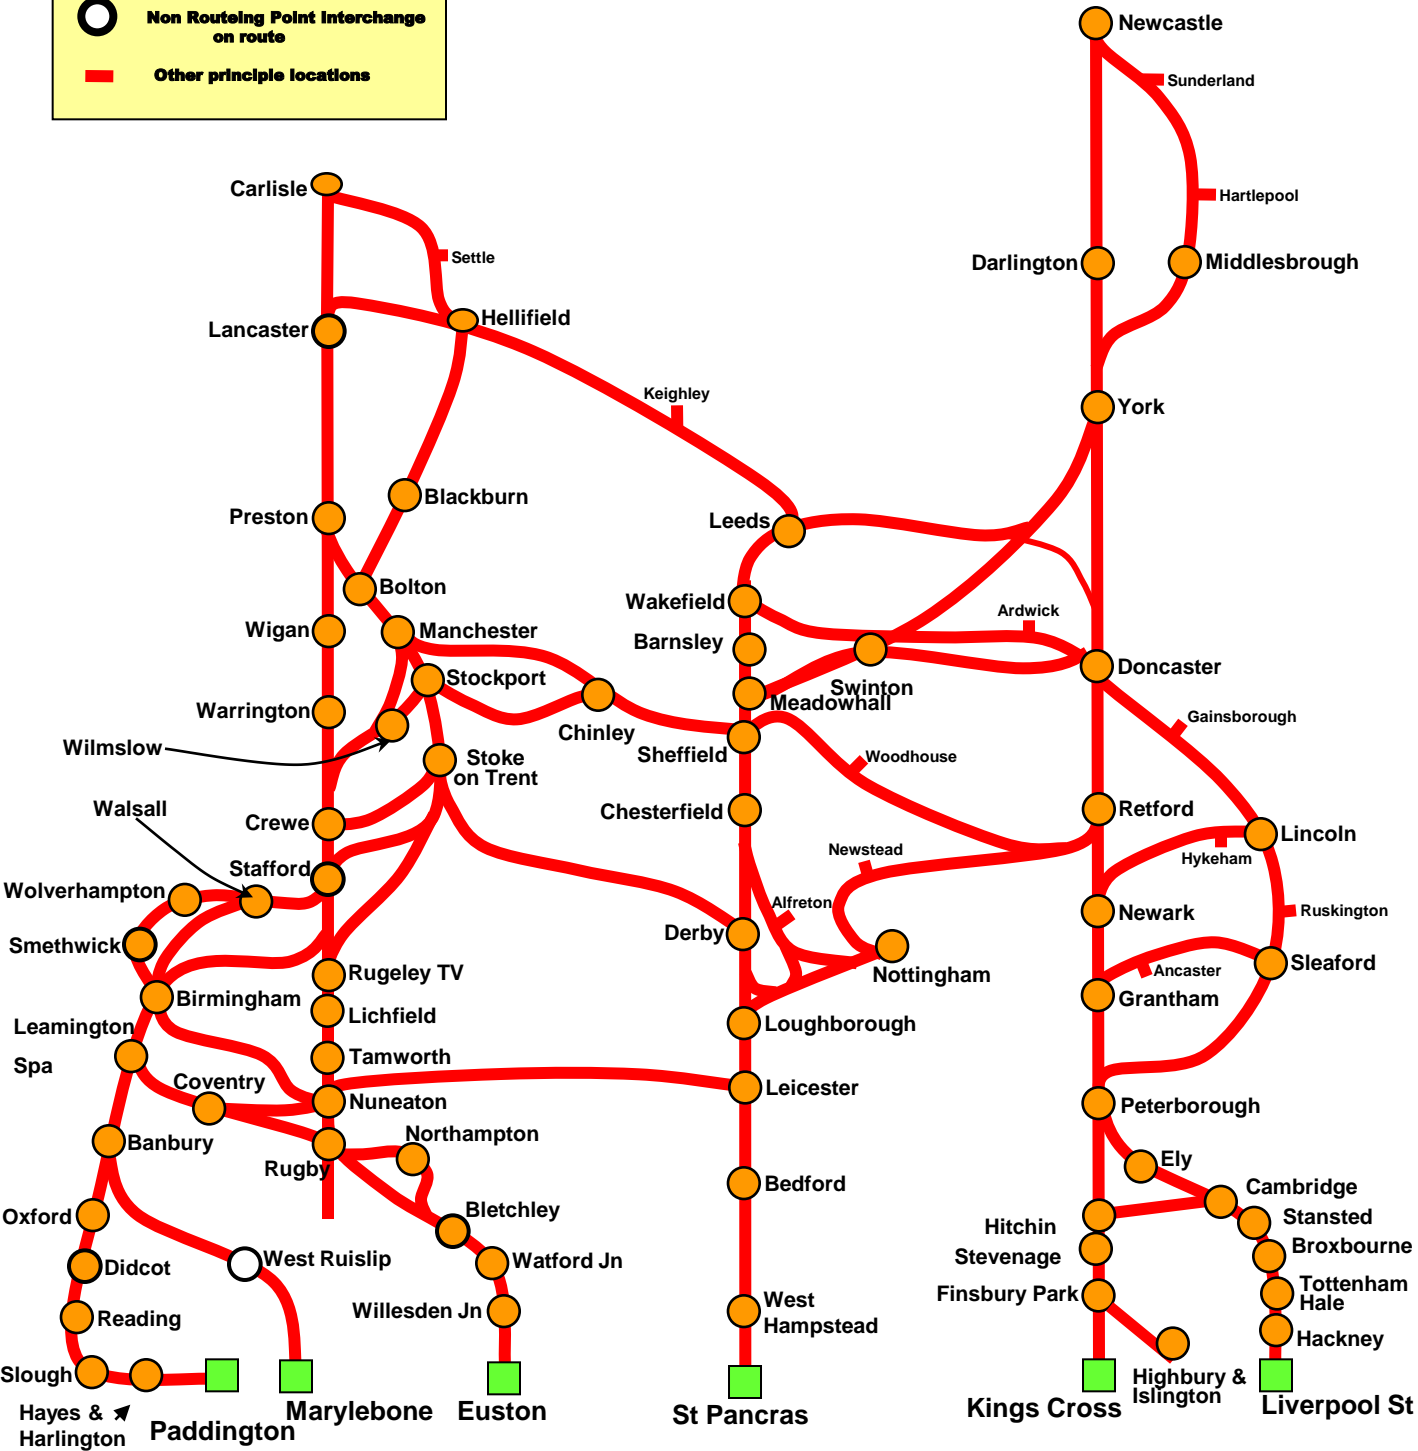 Non Routeing Point Interchange
on route
Other principle locations
Newcastle
Sunderland
Carlisle
Hartlepool
Settle
Darlington
Middlesbrough
Lancaster
Hellifield
Keighley
York
Blackburn
Preston
Leeds
Bolton
Wakefield
Ardwick
Wigan
Manchester
Barnsley
Doncaster
Stockport
Swinton
Meadowhall
Warrington
Gainsborough
Chinley
Wilmslow
Sheffield
Woodhouse
Stoke
on Trent
Walsall
Chesterfield
Retford
Crewe
Lincoln
Newstead
Hykeham
Stafford
Wolverhampton
Alfreton
Newark
Ruskington
Derby
Smethwick
Nottingham
Sleaford
Rugeley TV
Ancaster
Birmingham
Grantham
Lichfield
Loughborough
Leamington
Spa
Tamworth
Coventry
Leicester
Nuneaton
Peterborough
Northampton
Banbury
Rugby
Ely
Bedford
Cambridge
Bletchley
Oxford
Stansted
Hitchin
Broxbourne
Stevenage
West Ruislip
Watford Jn
Didcot
Tottenham
Hale
Finsbury Park
West
Hampstead
Willesden Jn
Reading
Hackney
Slough
Highbury &
Islington
Hayes &
Harlington
Paddington
Marylebone
Euston
St Pancras
Kings Cross
Liverpool St